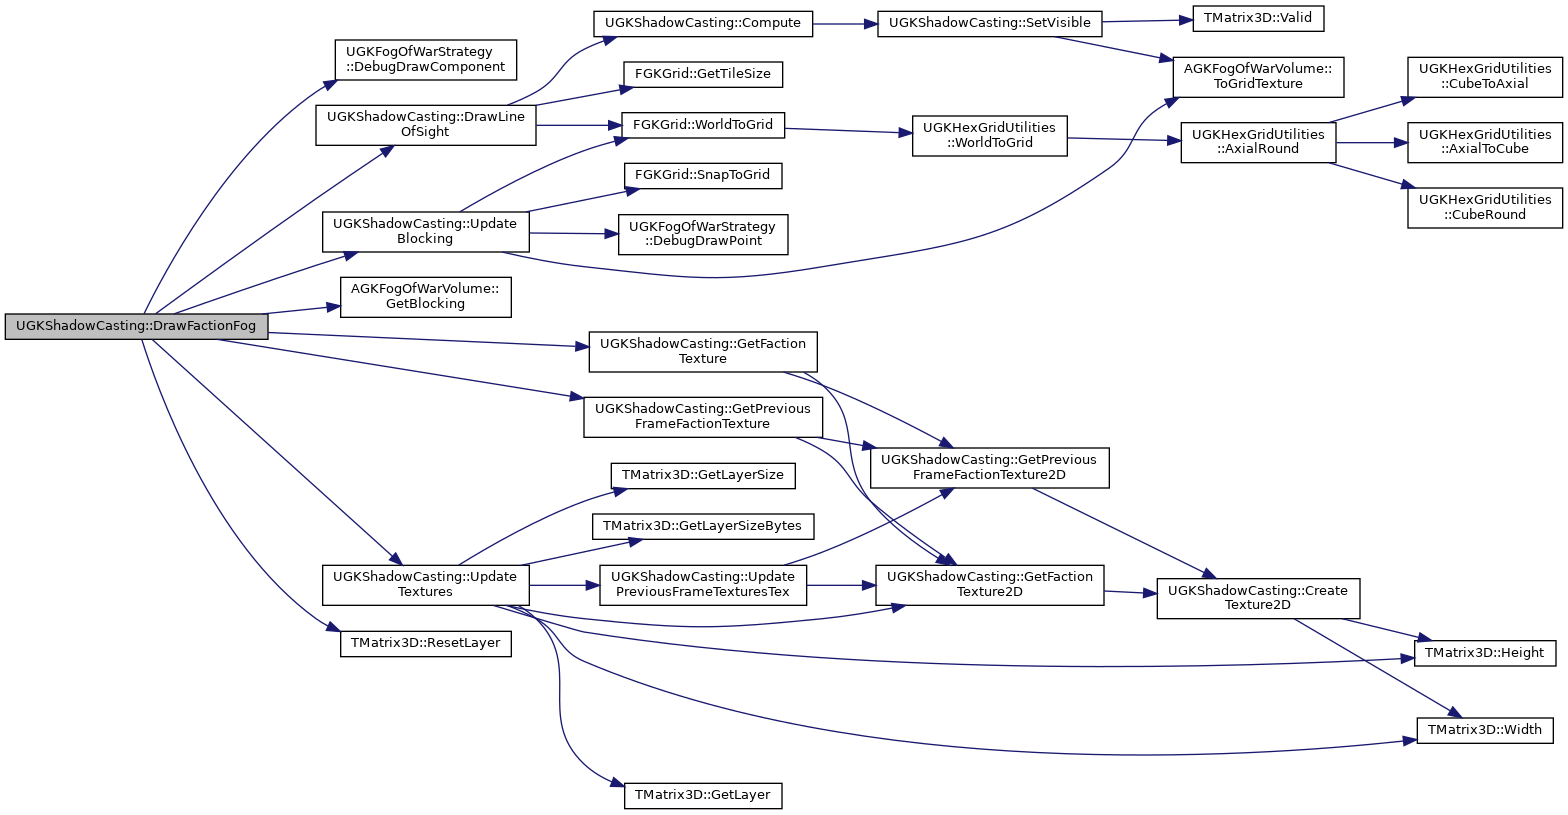 UGKShadowCasting::DrawFactionFog
UGKFogOfWarStrategy
::DebugDrawComponent
UGKShadowCasting::DrawLine
OfSight
UGKShadowCasting::Compute
UGKShadowCasting::SetVisible
TMatrix3D::Valid
AGKFogOfWarVolume::
ToGridTexture
FGKGrid::GetTileSize
FGKGrid::WorldToGrid
UGKHexGridUtilities
::WorldToGrid
UGKHexGridUtilities
::AxialRound
UGKHexGridUtilities
::CubeToAxial
UGKHexGridUtilities
::AxialToCube
UGKHexGridUtilities
::CubeRound
UGKShadowCasting::Update
Blocking
FGKGrid::SnapToGrid
UGKFogOfWarStrategy
::DebugDrawPoint
AGKFogOfWarVolume::
GetBlocking
UGKShadowCasting::GetFaction
Texture
UGKShadowCasting::GetPrevious
FrameFactionTexture
UGKShadowCasting::GetPrevious
FrameFactionTexture2D
UGKShadowCasting::GetFaction
Texture2D
UGKShadowCasting::Create
Texture2D
TMatrix3D::Height
TMatrix3D::Width
UGKShadowCasting::Update
Textures
TMatrix3D::GetLayerSize
TMatrix3D::GetLayerSizeBytes
UGKShadowCasting::Update
PreviousFrameTexturesTex
TMatrix3D::GetLayer
TMatrix3D::ResetLayer